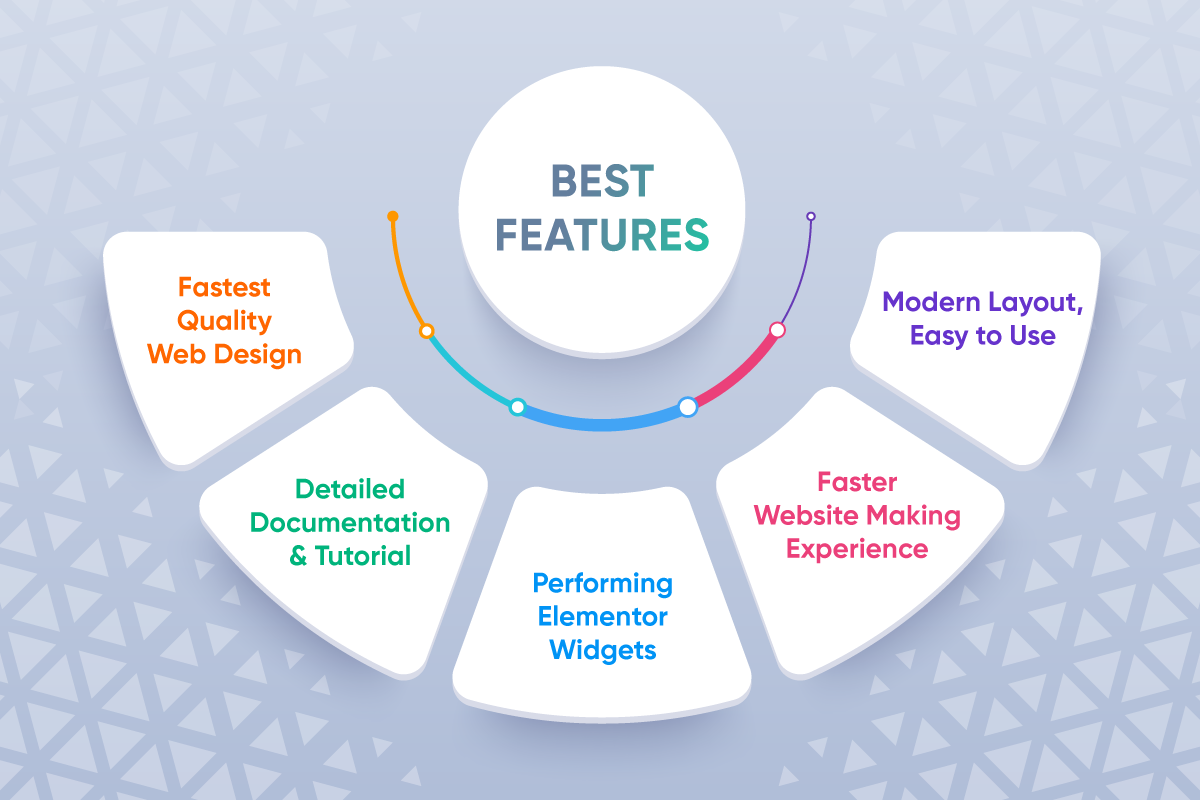 BEST
FEATURES
Fastest
Quality
Web Design
Detailed
Documentation
& Tutorial
Performing
Elementor
Widgets
Faster
Website Making
Experience
Modern Layout,
Easy to Use